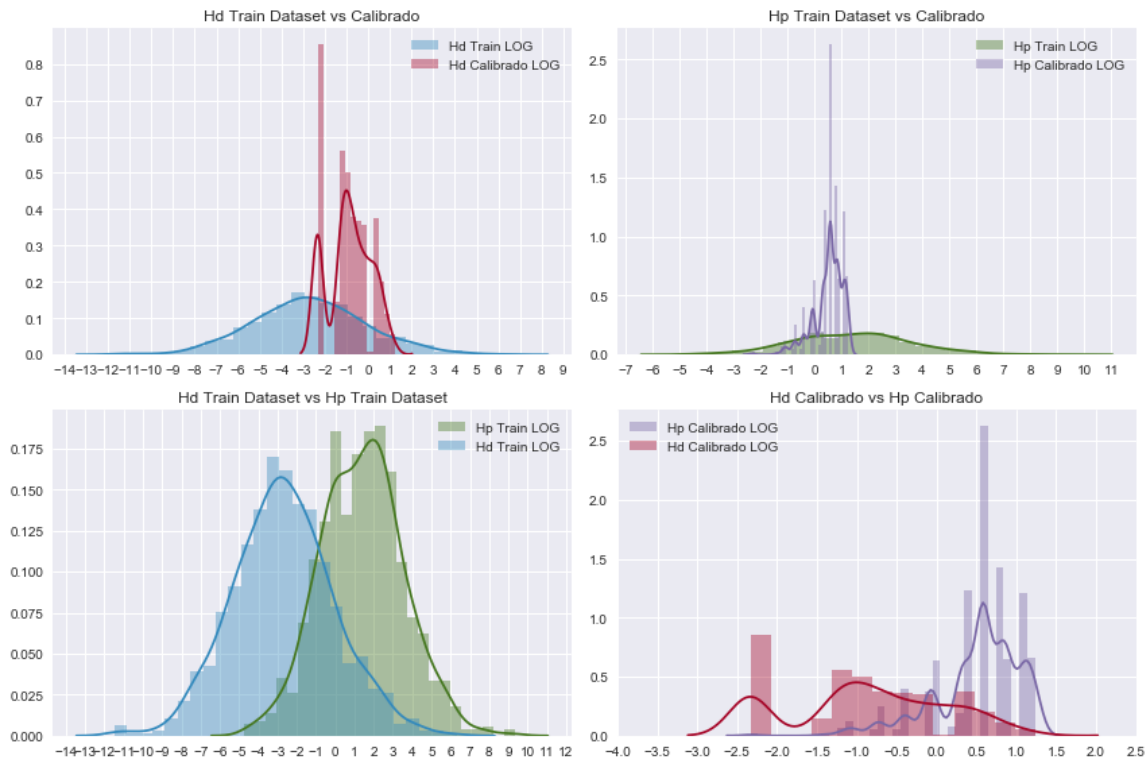 Hd Train Dataset vs Calibrado
Hd Train LOG
Hd Calibrado LOG
0.8
0.7
0.6
0.5
0.4
0.3
0.2
0.1
0.0
−14−13−12−11−10−9 −8 −7 −6 −5 −4 −3 −2 −1 0 1 2 3 4 5 6 7 8 9
Hp Train Dataset vs Calibrado
Hp Train LOG
Hp Calibrado LOG
2.5
2.0
1.5
1.0
0.5
0.0
−7 −6 −5 −4 −3 −2 −1 0 1 2 3 4 5 6 7 8 9 10 11
Hd Train Dataset vs Hp Train Dataset
Hp Train LOG
Hd Train LOG
0.175
0.150
0.125
0.100
0.075
0.050
0.025
0.000
−14−13−12−11−10−9 −8 −7 −6 −5 −4 −3 −2 −1 0 1 2 3 4 5 6 7 8 9 10 11 12
Hd Calibrado vs Hp Calibrado
Hp Calibrado LOG
Hd Calibrado LOG
2.5
2.0
1.5
1.0
0.5
0.0
−4.0 −3.5 −3.0 −2.5 −2.0 −1.5 −1.0 −0.5 0.0 0.5 1.0 1.5 2.0 2.5